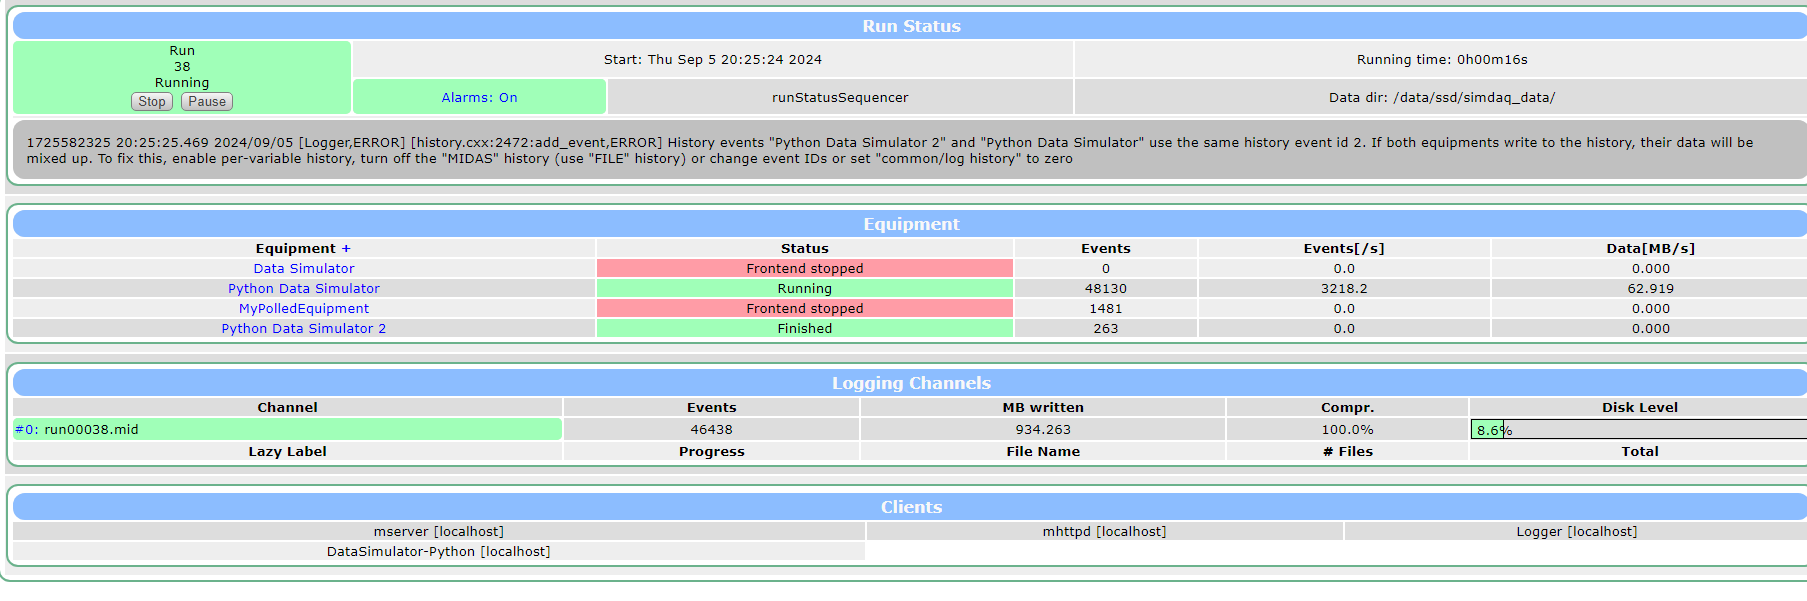 Run Status
Run
38
Running
Stop Pause
Start: Thu Sep 5 20:25:24 2024
Running time: 0h00m16s
Alarms: On
runStatusSequencer
Data dir: /data/ssd/simdaq_data/
1725582325 20:25:25.469 2024/09/05 [Logger,ERROR] [history.cxx:2472:add_event,ERROR] History events "Python Data Simulator 2" and "Python Data Simulator" use the same history event id 2. If both equipments write to the history, their data will be
mixed up. To fix this, enable per-variable history, turn off the "MIDAS" history (use "FILE" history) or change event IDs or set "common/log history" to zero
Equipment
Equipment + Status Events Events[/s] Data[MB/s]
Data Simulator Frontend stopped 0 0.0 0.000
Python Data Simulator Running 48130 3218.2 62.919
MyPolledEquipment Frontend stopped 1481 0.0 0.000
Python Data Simulator 2 Finished 263 0.0 0.000
Logging Channels
Channel Events MB written Compr. Disk Level
#0: run00038.mid 46438 934.263 100.0% 8.6%
Lazy Label Progress File Name # Files Total
Clients
mserver [localhost] mhttpd [localhost] Logger [localhost]
DataSimulator-Python [localhost]